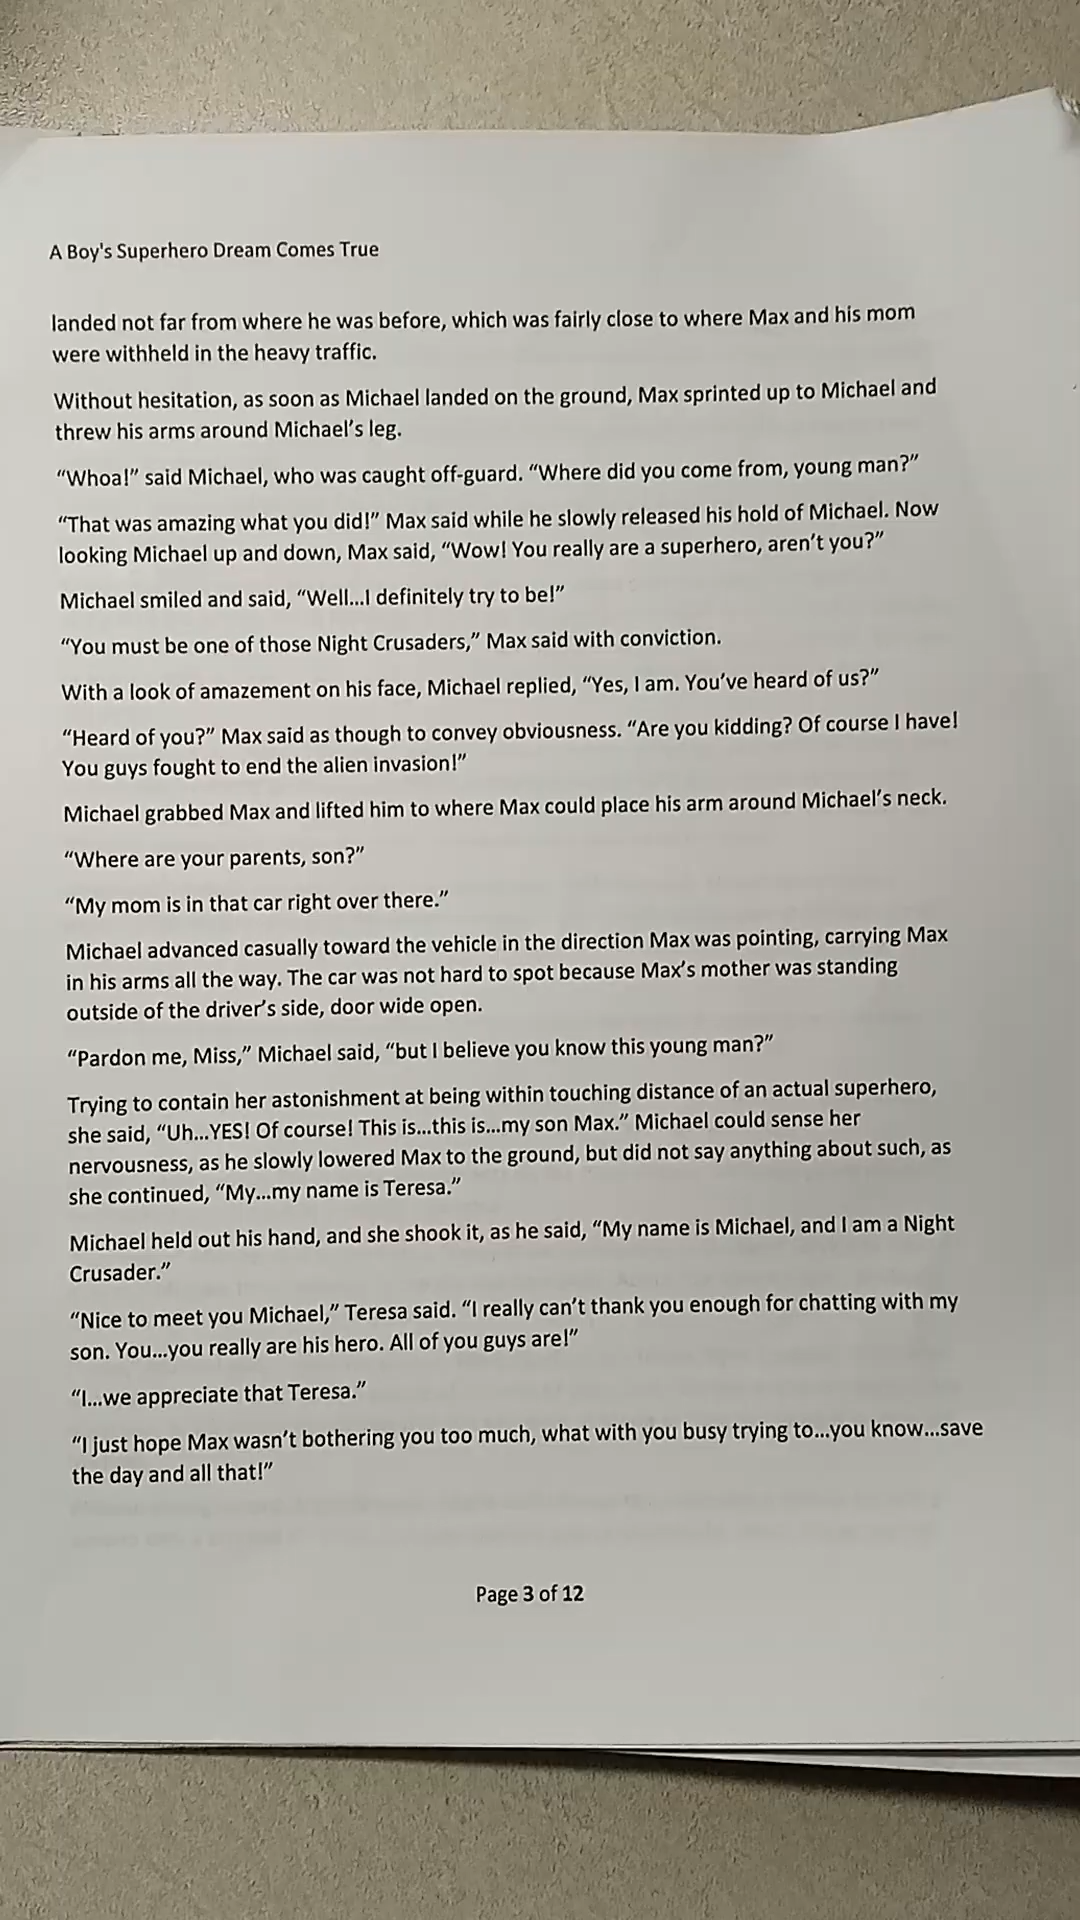 A Boy's Superhero Dream Comes True
landed not far from where he was before, which was fairly close to where Max and his mom
were withheld in the heavy traffic.
Without hesitation, as soon as Michael landed on the ground, Max sprinted up to Michael and
threw his arms around Michael’s leg.
“Whoa!” said Michael, who was caught off-guard. “Where did you come from, young man?”
“That was amazing what you did!” Max said while he slowly released his hold of Michael. Now
looking Michael up and down, Max said, “Wow! You really are a superhero, aren’t you?”
Michael smiled and said, “Well...I definitely try to be!”
“You must be one of those Night Crusaders,” Max said with conviction.
With a look of amazement on his face, Michael replied, “Yes, I am. You’ve heard of us?”
“Heard of you?” Max said as though to convey obviousness. “Are you kidding? Of course I have!
You guys fought to end the alien invasion!”
Michael grabbed Max and lifted him to where Max could place his arm around Michael’s neck.
“Where are your parents, son?”
“My mom is in that car right over there.”
Michael advanced casually toward the vehicle in the direction Max was pointing, carrying Max
in his arms all the way. The car was not hard to spot because Max’s mother was standing
outside of the driver’s side, door wide open.
“Pardon me, Miss,” Michael said, “but I believe you know this young man?”
Trying to contain her astonishment at being within touching distance of an actual superhero,
she said, “Uh...YES! Of course! This is...this is...my son Max.” Michael could sense her
nervousness, as he slowly lowered Max to the ground, but did not say anything about such, as
she continued, “My...my name is Teresa.”
Michael held out his hand, and she shook it, as he said, “My name is Michael, and I am a Night
Crusader.”
“Nice to meet you Michael,” Teresa said. “I really can’t thank you enough for chatting with my
son. You...you really are his hero. All of you guys are!”
“I...we appreciate that Teresa.”
“I just hope Max wasn’t bothering you too much, what with you busy trying to...you know...save
the day and all that!”
Page 3 of 12